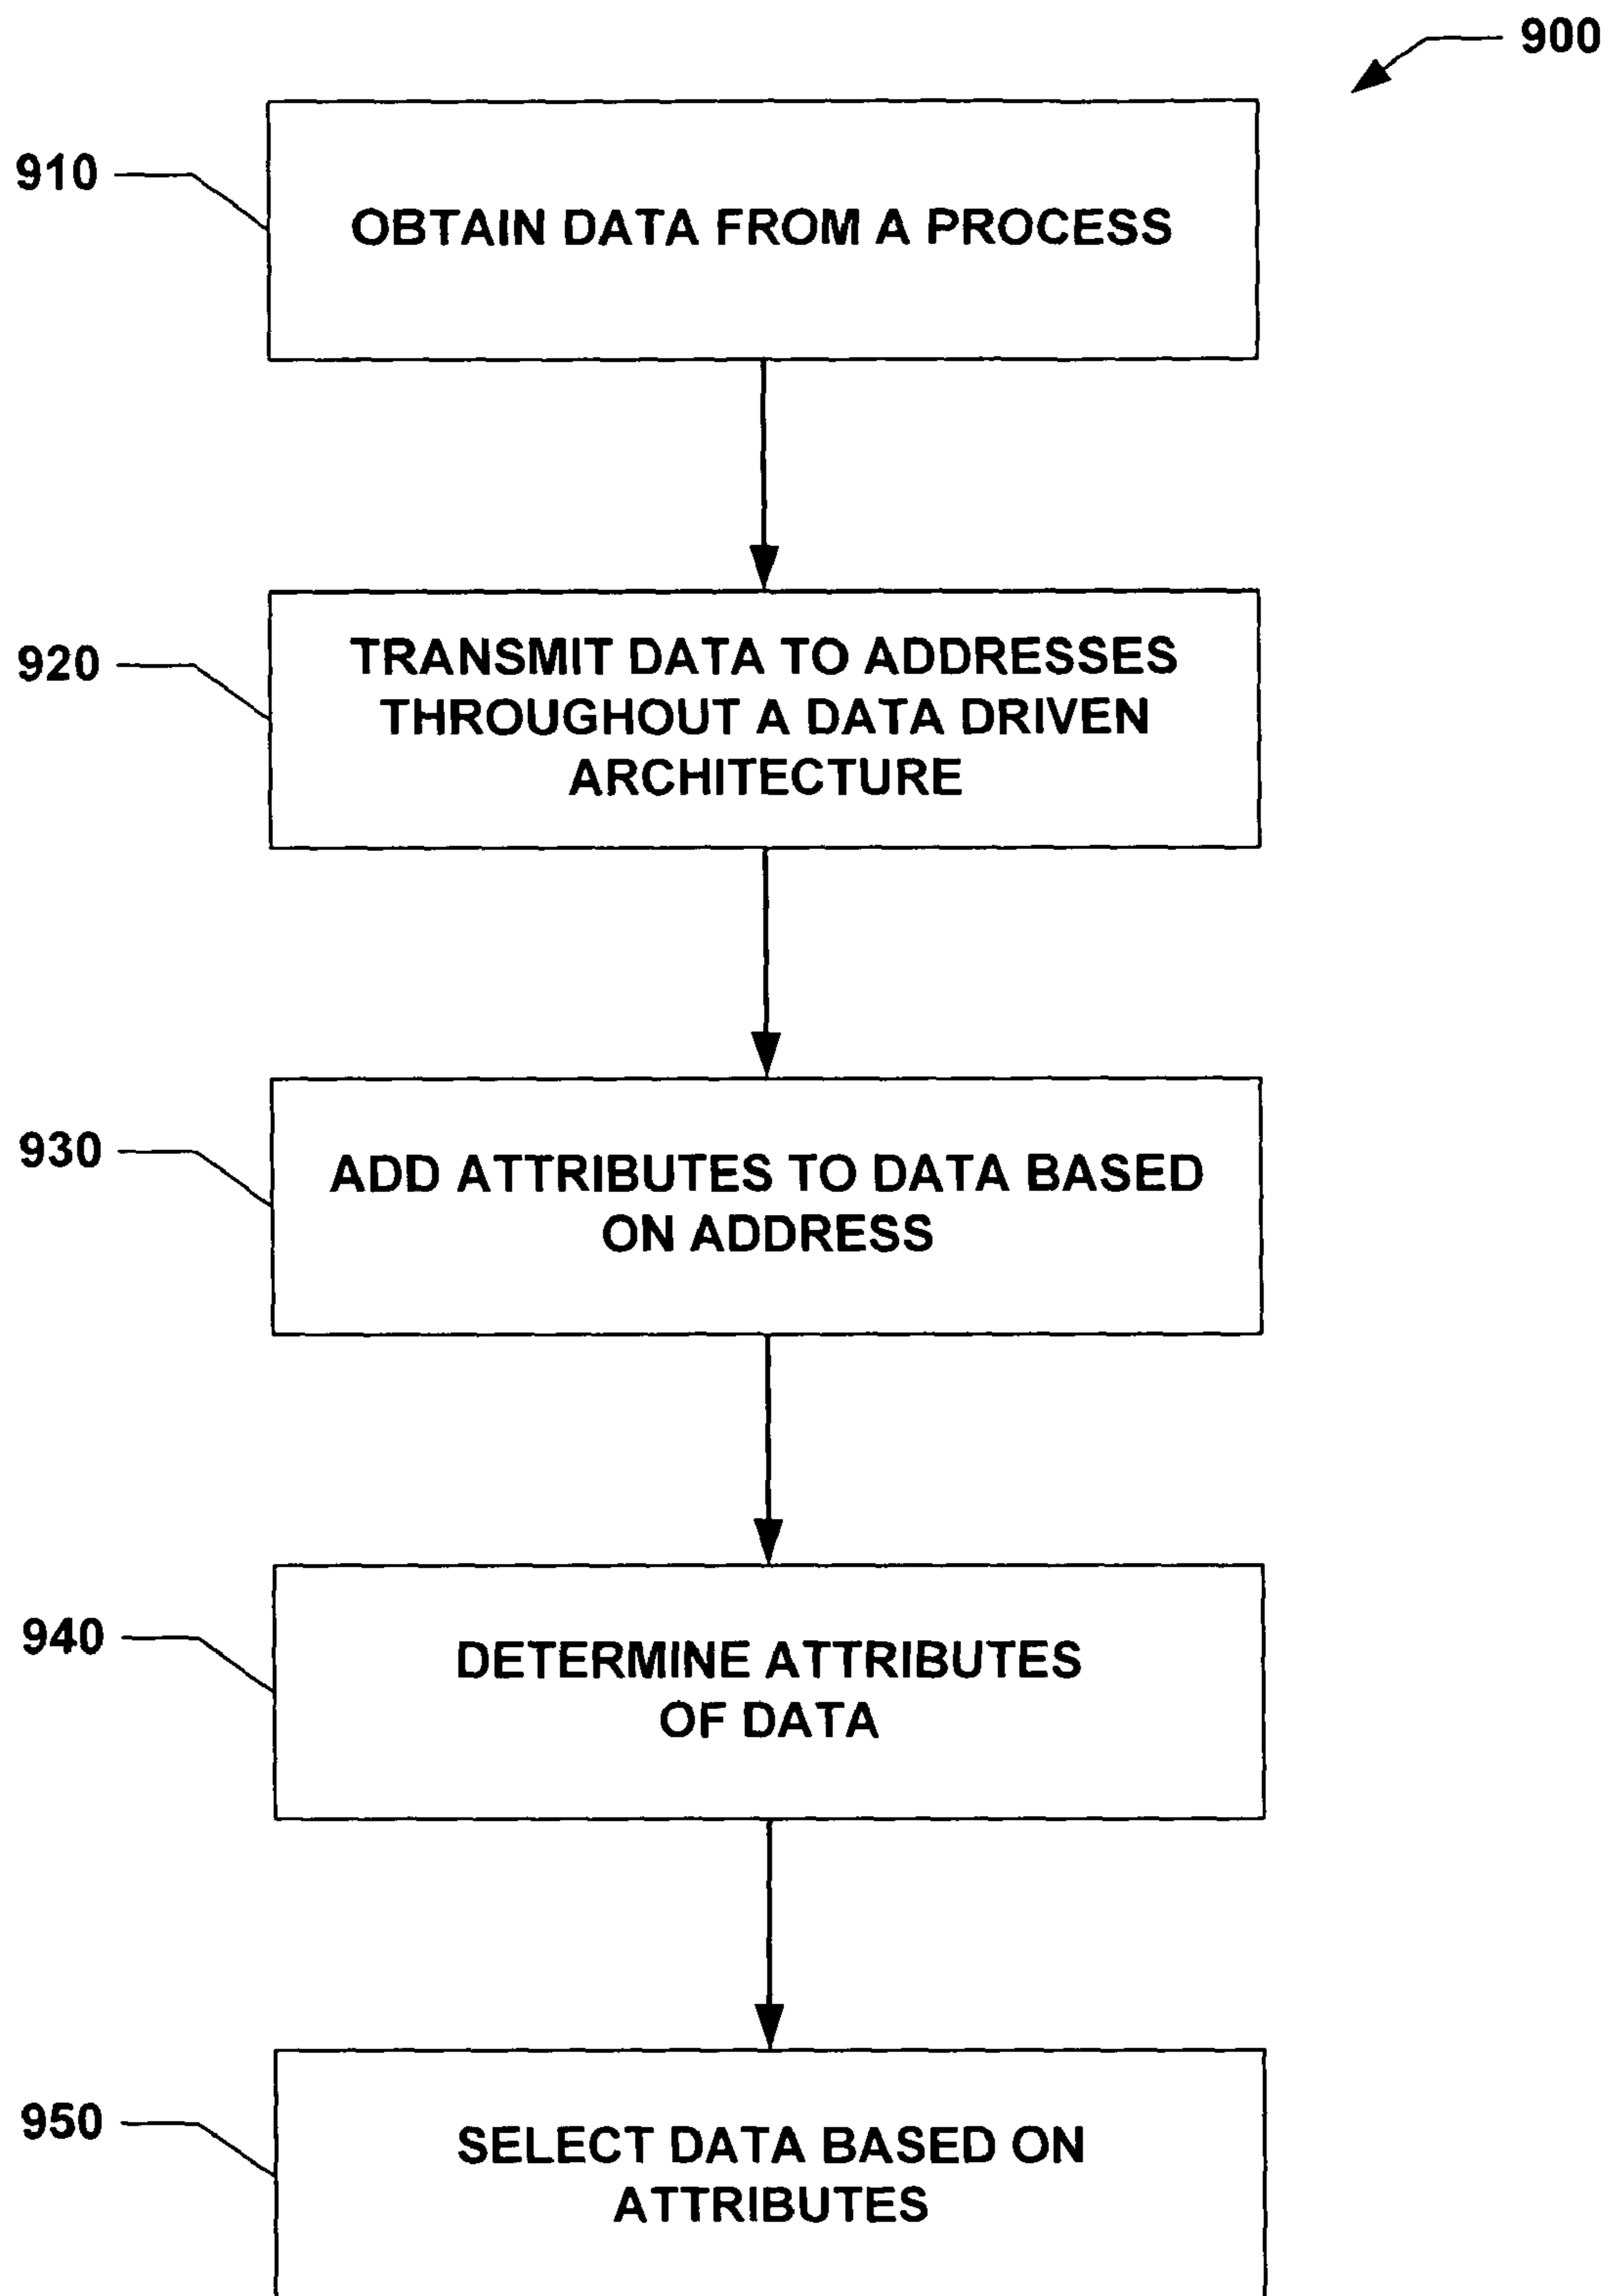 900
910
OBTAIN DATA FROM A PROCESS
920
TRANSMIT DATA TO ADDRESSES
THROUGHOUT A DATA DRIVEN
ARCHITECTURE
930
ADD ATTRIBUTES TO DATA BASED
ON ADDRESS
940
DETERMINE ATTRIBUTES
OF DATA
950
SELECT DATA BASED ON
ATTRIBUTES